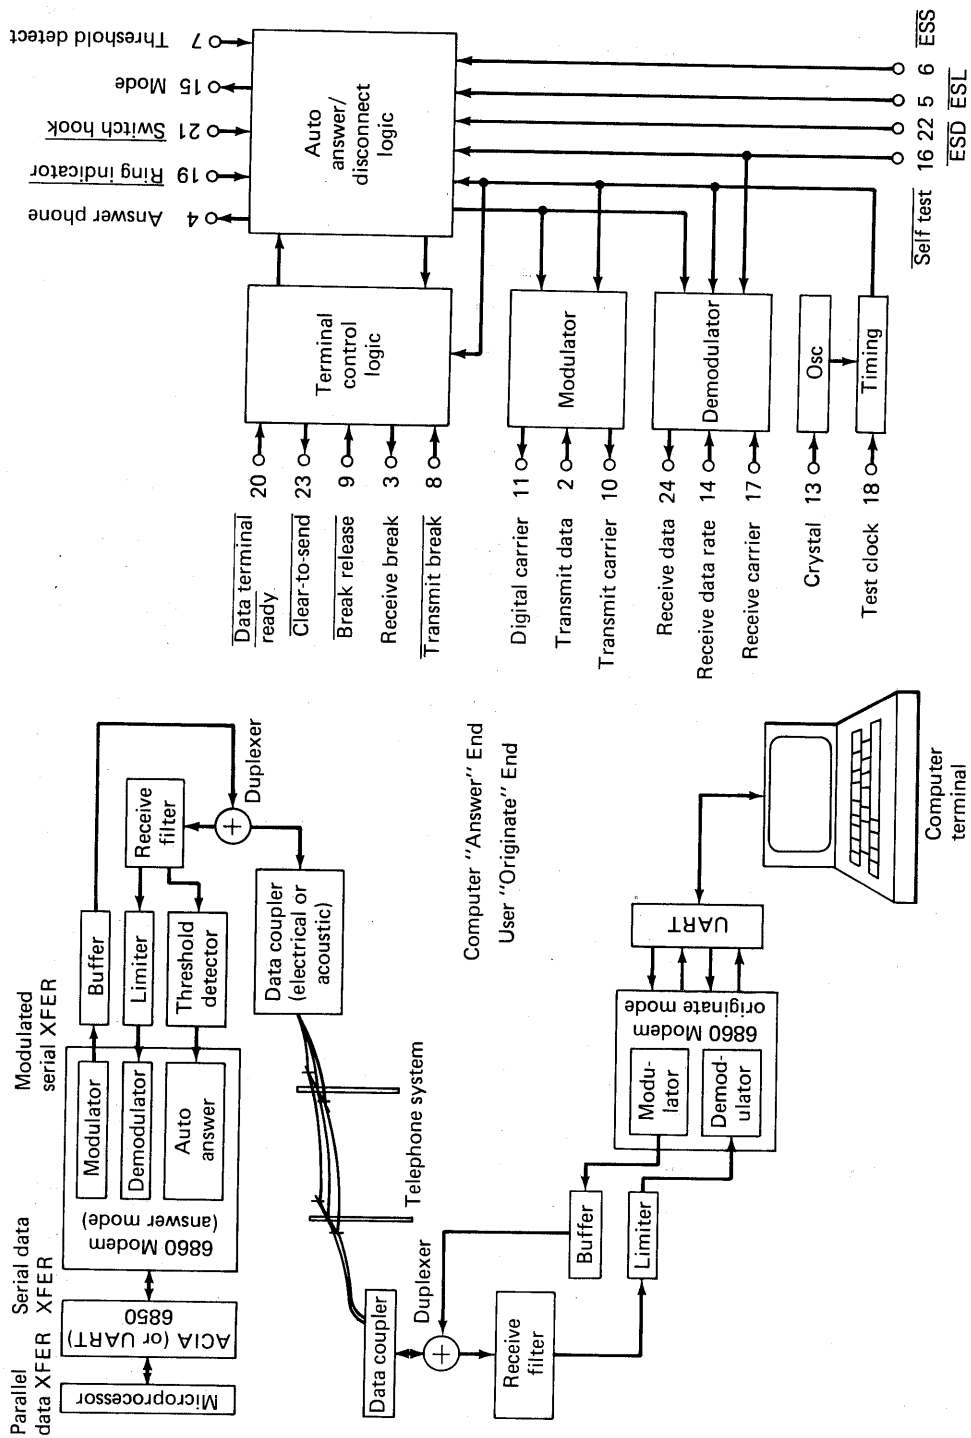 Parallel
data XFER
Serial data
XFER
Modulated
serial XFER
Microprocessor
ACIA (or UART)
6850
6860 Modem
(answer mode)
Modulator
Demodulator
Auto
answer
Buffer
Limiter
Threshold
detector
Receive
filter
Duplexer
Data coupler
(electrical or
acoustic)
Telephone system
Computer "Answer" End
User "Originate" End
Data coupler
Duplexer
Receive
filter
Buffer
Limiter
6860 Modem
originate mode
Modu-
lator
Demod-
ulator
UART
Computer
terminal
Data terminal
ready
20
Clear-to-send
23
Break release
9
Receive break
3
Transmit break
8
Digital carrier
11
Transmit data
2
Transmit carrier
10
Receive data
24
Receive data rate
14
Receive carrier
17
Crystal
13
Test clock
18
Terminal
control
logic
Modulator
Demodulator
Osc
Timing
Auto
answer/
disconnect
logic
4 Answer phone
19 Ring indicator
21 Switch hook
15 Mode
7 Threshold detect
6 ESS
5 ESL
22 ESD
16 Self test